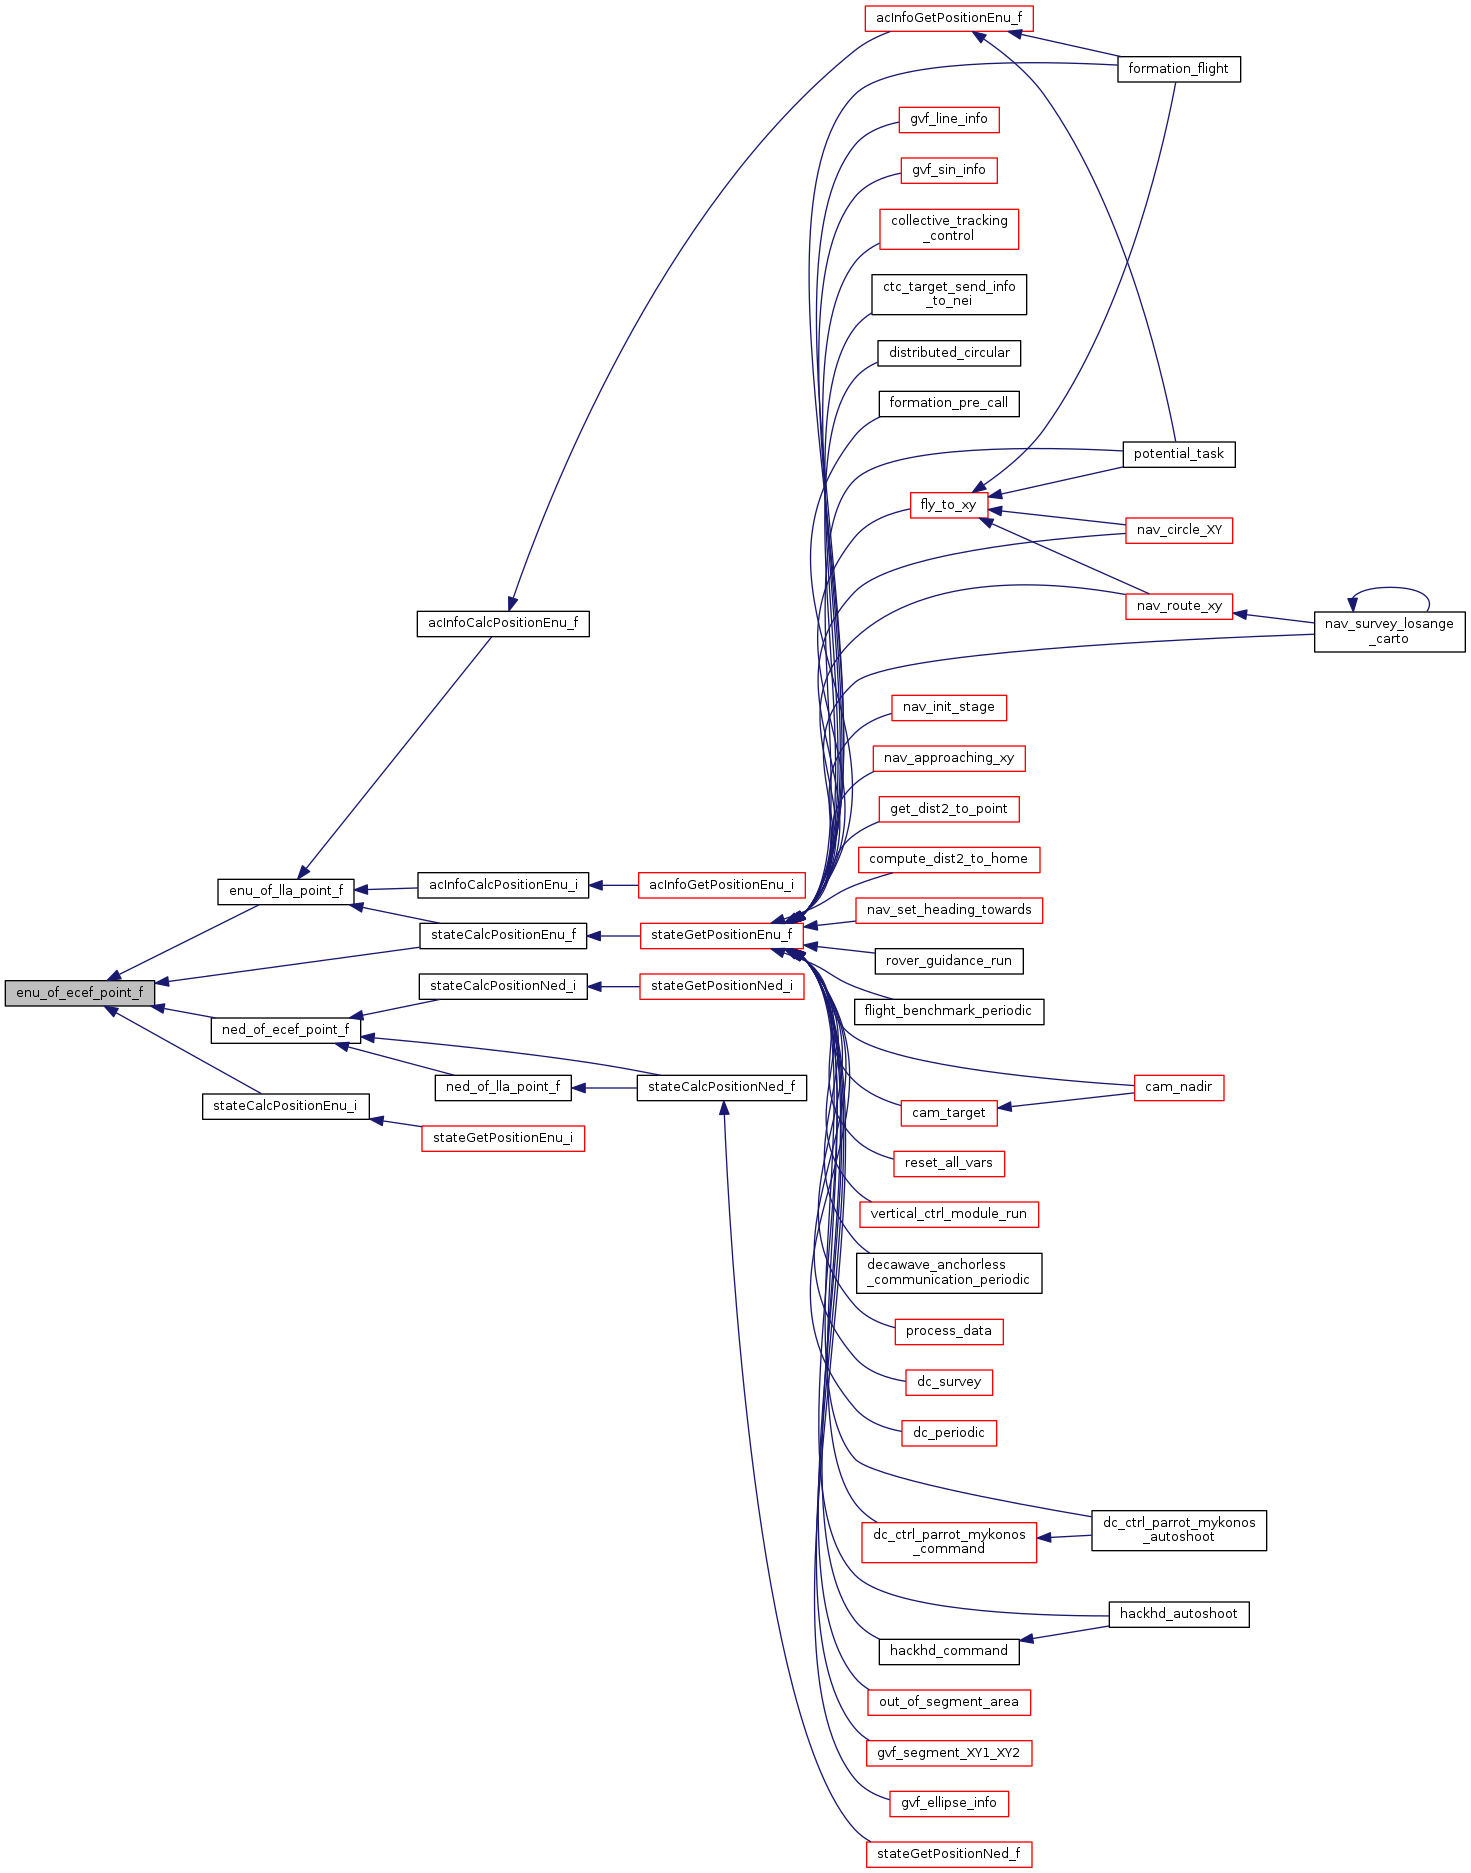 acInfoGetPositionEnu_f
formation_flight
gvf_line_info
gvf_sin_info
collective_tracking
_control
ctc_target_send_info
_to_nei
distributed_circular
formation_pre_call
potential_task
fly_to_xy
nav_circle_XY
nav_route_xy
acInfoCalcPositionEnu_f
nav_survey_losange
_carto
nav_init_stage
nav_approaching_xy
get_dist2_to_point
compute_dist2_to_home
enu_of_lla_point_f
acInfoCalcPositionEnu_i
acInfoGetPositionEnu_i
nav_set_heading_towards
stateCalcPositionEnu_f
stateGetPositionEnu_f
rover_guidance_run
enu_of_ecef_point_f
stateCalcPositionNed_i
stateGetPositionNed_i
flight_benchmark_periodic
ned_of_ecef_point_f
ned_of_lla_point_f
stateCalcPositionNed_f
cam_nadir
stateCalcPositionEnu_i
cam_target
stateGetPositionEnu_i
reset_all_vars
vertical_ctrl_module_run
decawave_anchorless
_communication_periodic
process_data
dc_survey
dc_periodic
dc_ctrl_parrot_mykonos
_autoshoot
dc_ctrl_parrot_mykonos
_command
hackhd_autoshoot
hackhd_command
out_of_segment_area
gvf_segment_XY1_XY2
gvf_ellipse_info
stateGetPositionNed_f